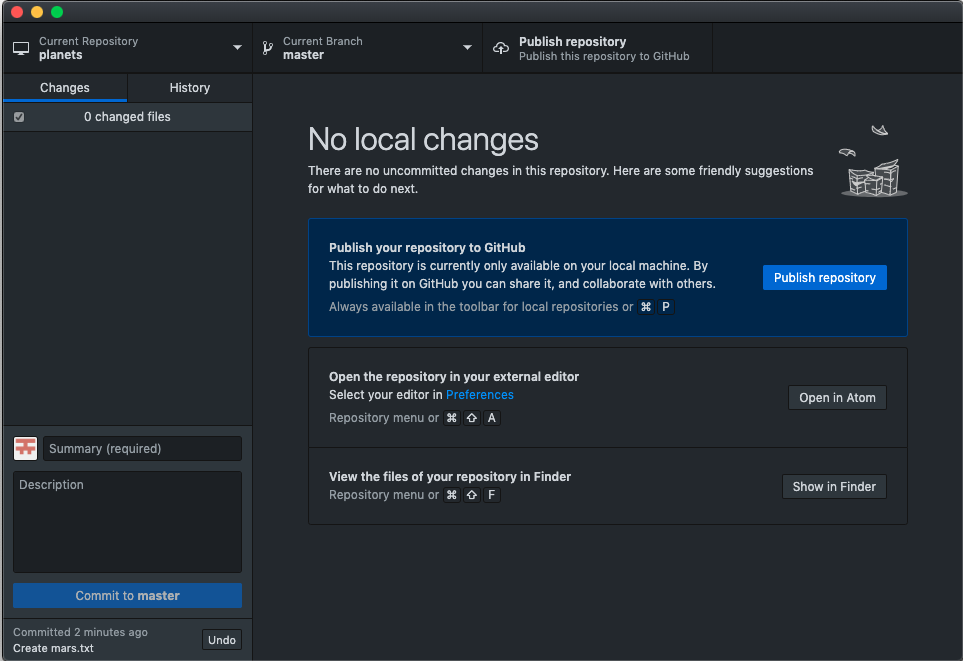 Current Repository
planets
Current Branch
master
Publish repository
Publish this repository to GitHub
Changes
History
0 changed files
No local changes
There are no uncommitted changes in this repository. Here are some friendly suggestions
for what to do next.
Publish your repository to GitHub
This repository is currently only available on your local machine. By
publishing it on GitHub you can share it, and collaborate with others.
Always available in the toolbar for local repositories or ⌘ P
Publish repository
Open the repository in your external editor
Select your editor in Preferences
Repository menu or ⌘ ⇧ A
Open in Atom
View the files of your repository in Finder
Repository menu or ⌘ ⇧ F
Show in Finder
Summary (required)
Description
Commit to master
Committed 2 minutes ago
Create mars.txt
Undo